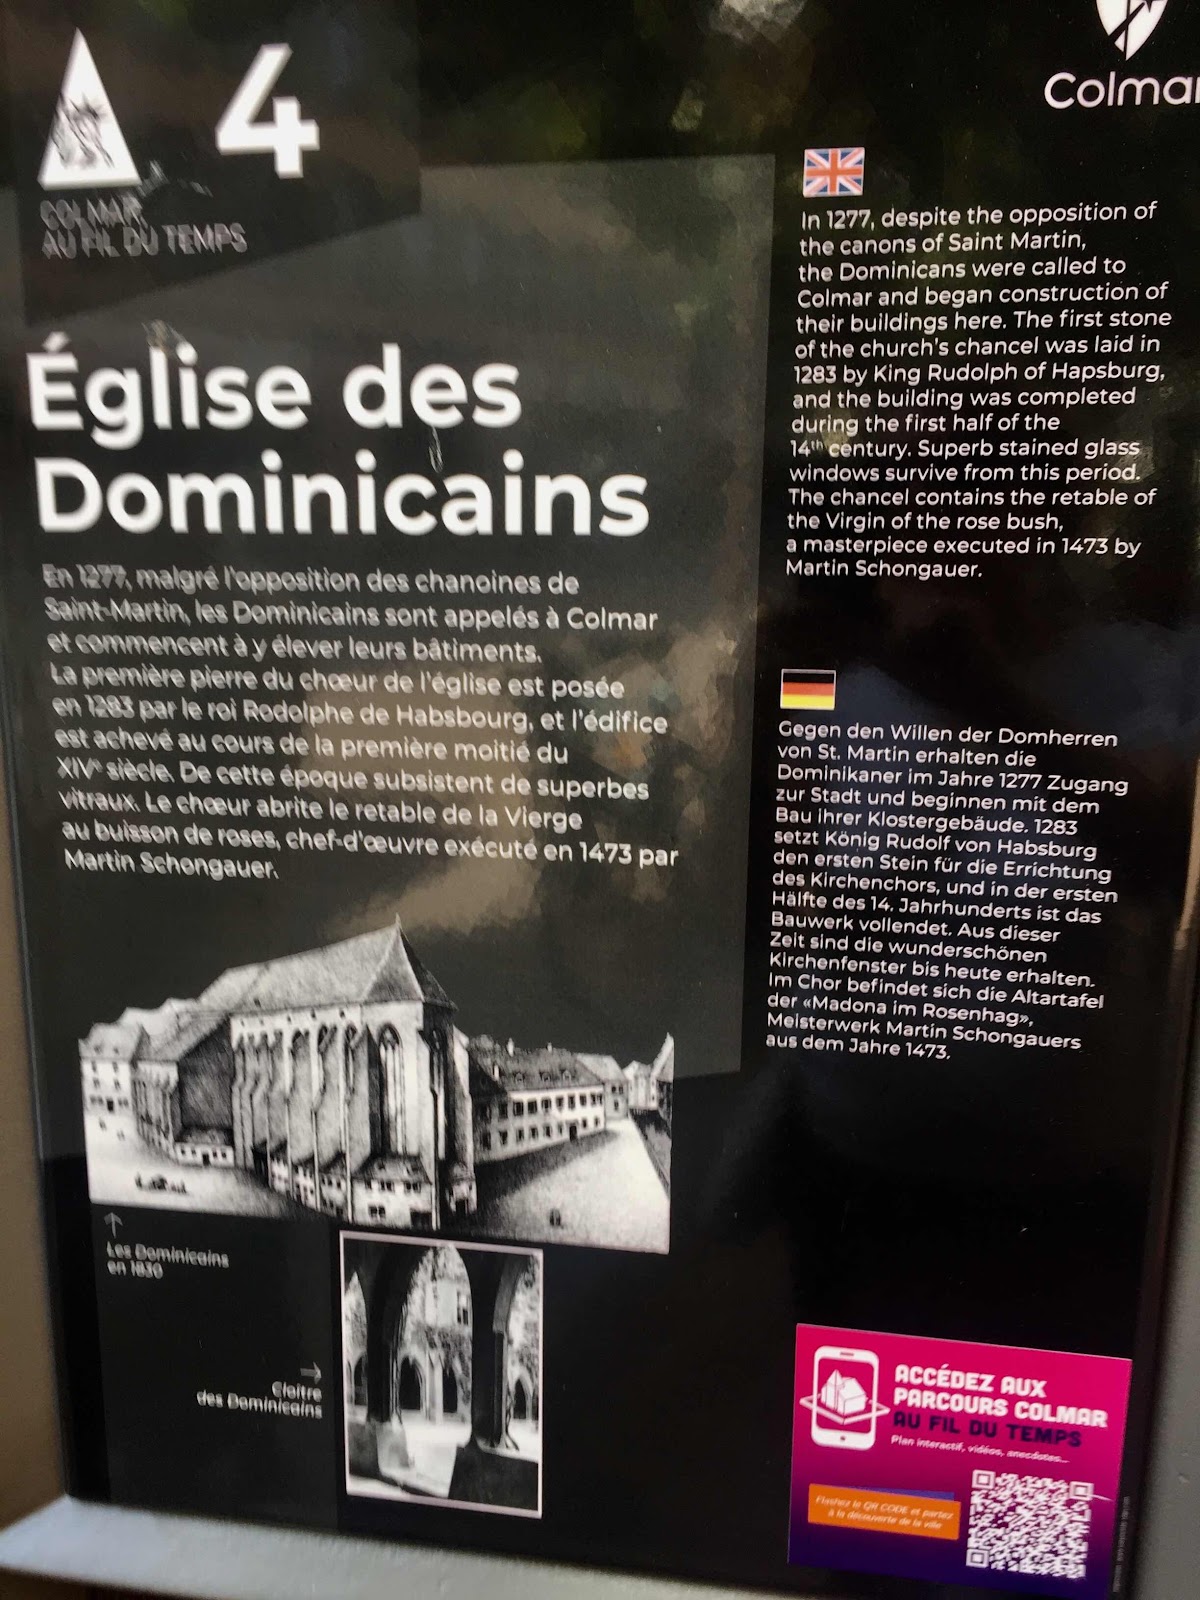 4
COLMAR
AU FIL DU TEMPS
Église des
Dominicains
En 1277, malgré l'opposition des chanoines de
Saint-Martin, les Dominicains sont appelés à Colmar
et commencent à y élever leurs bâtiments.
La première pierre du chœur de l'église est posée
en 1283 par le roi Rodolphe de Habsbourg, et l'édifice
est achevé au cours de la première moitié du
XIVe siècle. De cette époque subsistent de superbes
vitraux. Le chœur abrite le retable de la Vierge
au buisson de roses, chef-d'œuvre exécuté en 1473 par
Martin Schongauer.
↑
Les Dominicains
en 1830
→
Cloître
des Dominicains
Colmar
In 1277, despite the opposition of
the canons of Saint Martin,
the Dominicans were called to
Colmar and began construction of
their buildings here. The first stone
of the church's chancel was laid in
1283 by King Rudolph of Hapsburg,
and the building was completed
during the first half of the
14th century. Superb stained glass
windows survive from this period.
The chancel contains the retable of
the Virgin of the rose bush,
a masterpiece executed in 1473 by
Martin Schongauer.
Gegen den Willen der Domherren
von St. Martin erhalten die
Dominikaner im Jahre 1277 Zugang
zur Stadt und beginnen mit dem
Bau ihrer Klostergebäude. 1283
setzt König Rudolf von Habsburg
den ersten Stein für die Errichtung
des Kirchenchors, und in der ersten
Hälfte des 14. Jahrhunderts ist das
Bauwerk vollendet. Aus dieser
Zeit sind die wunderschönen
Kirchenfenster bis heute erhalten.
Im Chor befindet sich die Altartafel
der «Madona im Rosenhag»,
Meisterwerk Martin Schongauers
aus dem Jahre 1473.
ACCÉDEZ AUX
PARCOURS COLMAR
AU FIL DU TEMPS
Plan interactif, vidéos, anecdotes...
Flashez le QR CODE et partez
à la découverte de la ville